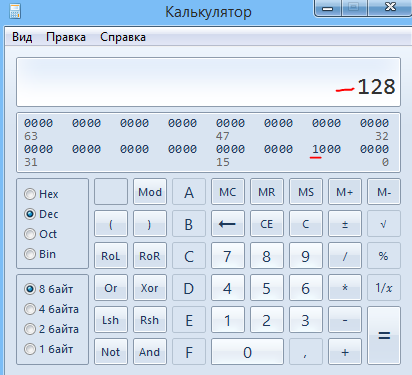 Калькулятор
Вид Правка Справка
-128
0000 0000 0000 0000 0000 0000 0000 0000
63 47 32
0000 0000 0000 0000 0000 0000 1000 0000
31 15 0
Hex
Dec
Oct
Bin
8 байт
4 байта
2 байта
1 байт
Mod A MC MR MS M+ M-
( ) B ← CE C ± √
RoL RoR C 7 8 9 / %
Or Xor D 4 5 6 * 1/x
Lsh Rsh E 1 2 3 - =
Not And F 0 , +